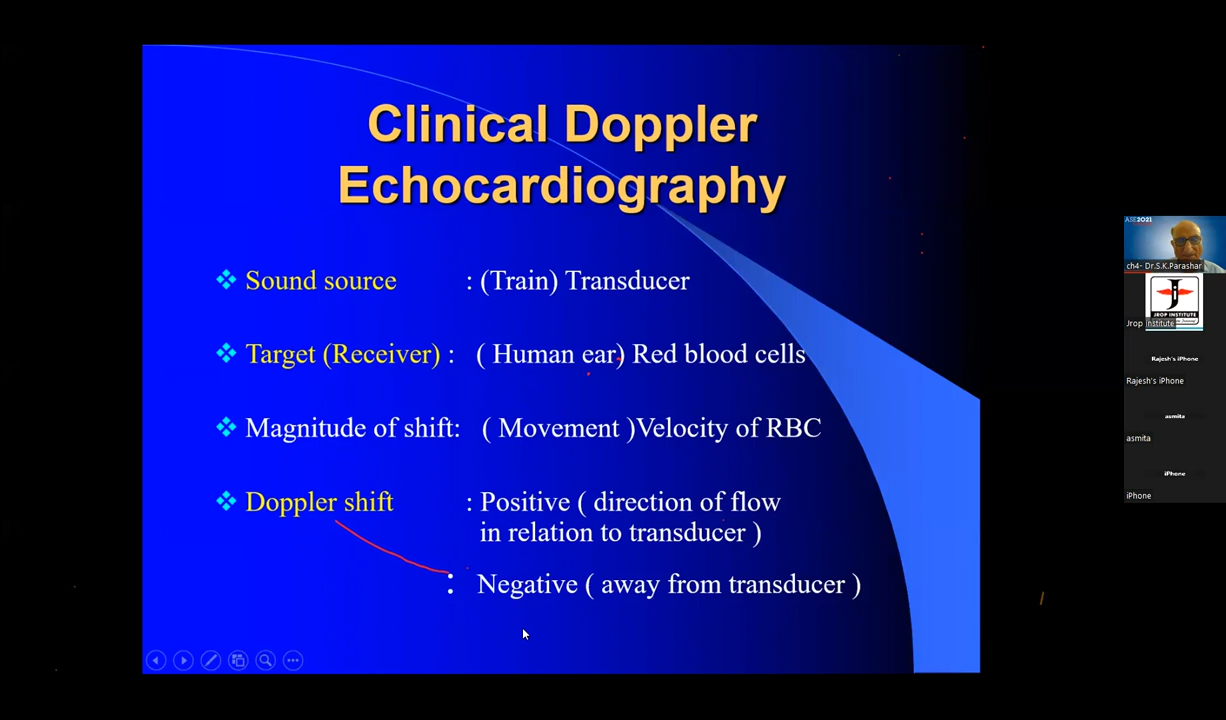 Clinical Doppler
Echocardiography
Sound source : (Train) Transducer
Target (Receiver) : ( Human ear) Red blood cells
Magnitude of shift: ( Movement )Velocity of RBC
Doppler shift : Positive ( direction of flow
in relation to transducer )
: Negative ( away from transducer )
ASE2021
ch4- Dr.S.K.Parashar
JROP INSTITUTE
Jrop Institute
Rajesh's iPhone
Rajesh's iPhone
asmita
asmita
iPhone
iPhone